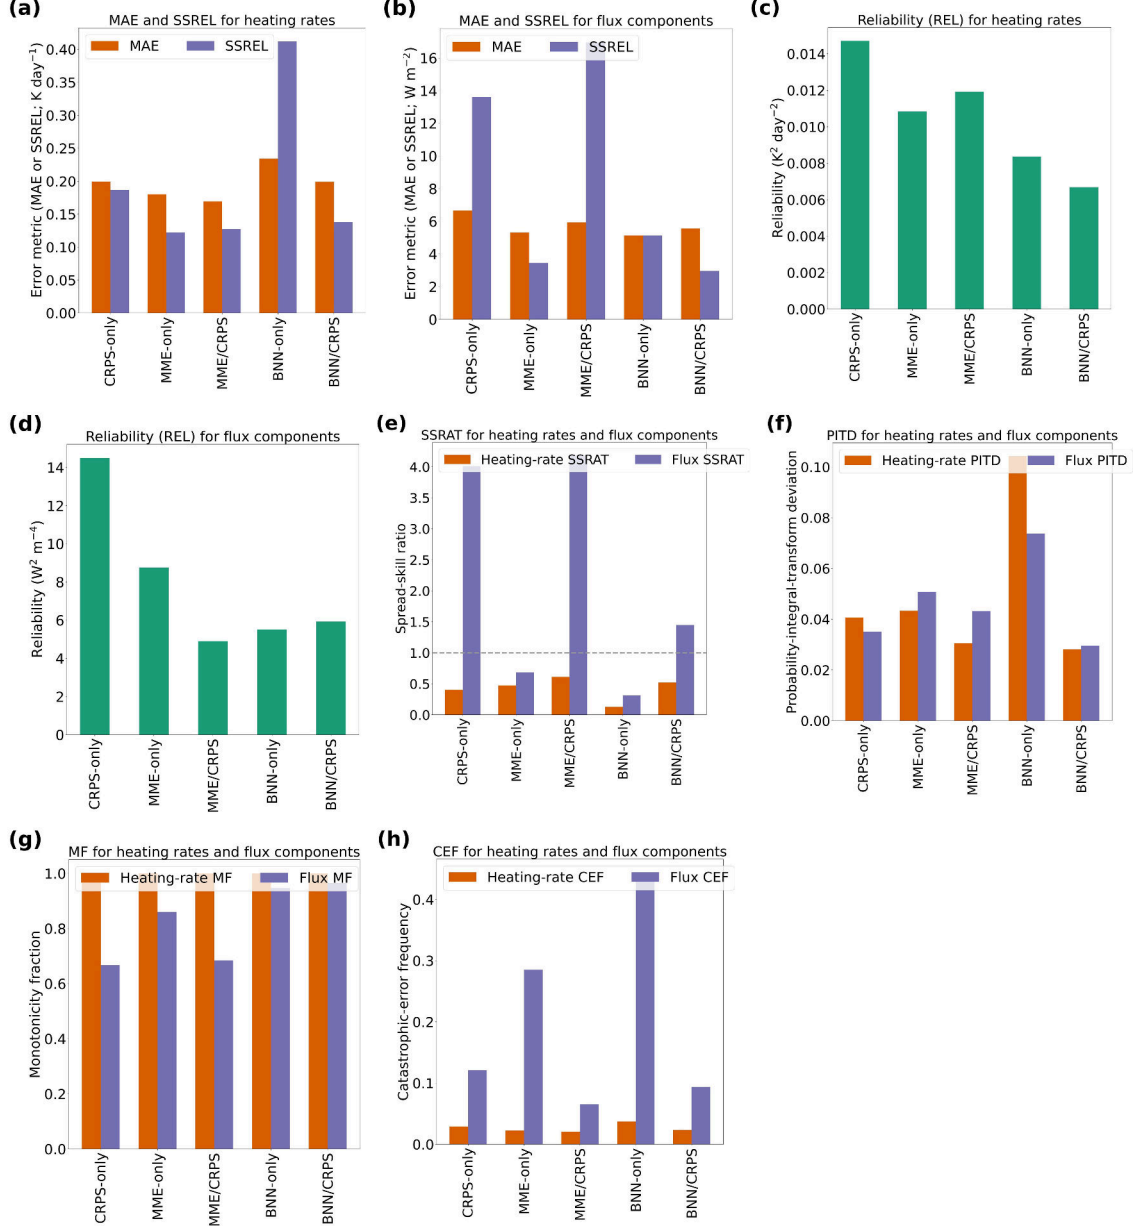 (a)
MAE and SSREL for heating rates
MAE
SSREL
Error metric (MAE or SSREL; K day⁻¹)
0.40
0.35
0.30
0.25
0.20
0.15
0.10
0.05
0.00
CRPS-only
MME-only
MME/CRPS
BNN-only
BNN/CRPS
(b)
MAE and SSREL for flux components
MAE
SSREL
Error metric (MAE or SSREL; W m⁻²)
16
14
12
10
8
6
4
2
0
CRPS-only
MME-only
MME/CRPS
BNN-only
BNN/CRPS
(c)
Reliability (REL) for heating rates
Reliability (K² day⁻²)
0.014
0.012
0.010
0.008
0.006
0.004
0.002
0.000
CRPS-only
MME-only
MME/CRPS
BNN-only
BNN/CRPS
(d)
Reliability (REL) for flux components
Reliability (W² m⁻⁴)
14
12
10
8
6
4
2
0
CRPS-only
MME-only
MME/CRPS
BNN-only
BNN/CRPS
(e)
SSRAT for heating rates and flux components
Heating-rate SSRAT
Flux SSRAT
Spread-skill ratio
4.0
3.5
3.0
2.5
2.0
1.5
1.0
0.5
0.0
CRPS-only
MME-only
MME/CRPS
BNN-only
BNN/CRPS
(f)
PITD for heating rates and flux components
Heating-rate PITD
Flux PITD
Probability-integral-transform deviation
0.10
0.08
0.06
0.04
0.02
0.00
CRPS-only
MME-only
MME/CRPS
BNN-only
BNN/CRPS
(g)
MF for heating rates and flux components
Heating-rate MF
Flux MF
Monotonicity fraction
1.0
0.8
0.6
0.4
0.2
0.0
CRPS-only
MME-only
MME/CRPS
BNN-only
BNN/CRPS
(h)
CEF for heating rates and flux components
Heating-rate CEF
Flux CEF
Catastrophic-error frequency
0.4
0.3
0.2
0.1
0.0
CRPS-only
MME-only
MME/CRPS
BNN-only
BNN/CRPS